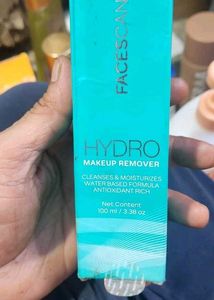 FACESCAN
HYDRO
MAKEUP REMOVER
CLEANSES & MOISTURIZES
WATER BASED FORMULA
ANTIOXIDANT RICH
Net Content
100 ml / 3.38 oz